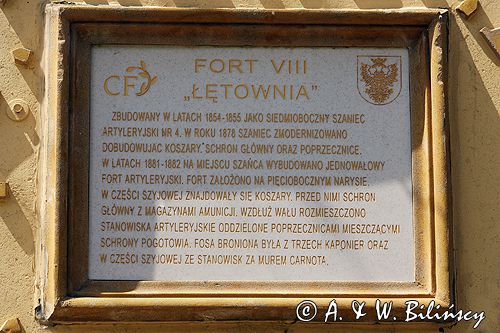 CF
FORT VIII
„ŁĘTOWNIA”
ZBUDOWANY W LATACH 1854-1855 JAKO SIEDMIOBOCZNY SZANIEC
ARTYLERYJSKI NR 4. W ROKU 1878 SZANIEC ZMODERNIZOWANO
DOBUDOWUJĄC KOSZARY, SCHRON GŁÓWNY ORAZ POPRZECZNICE.
W LATACH 1881-1882 NA MIEJSCU SZAŃCA WYBUDOWANO JEDNOWAŁOWY
FORT ARTYLERYJSKI. FORT ZAŁOŻONO NA PIĘCIOBOCZNYM NARYSIE.
W CZĘŚCI SZYJOWEJ ZNAJDOWAŁY SIĘ KOSZARY. PRZED NIMI SCHRON
GŁÓWNY Z MAGAZYNAMI AMUNICJI. WZDŁUŻ WAŁU ROZMIESZCZONO
STANOWISKA ARTYLERYJSKIE ODDZIELONE POPRZECZNICAMI MIESZCZĄCYMI
SCHRONY POGOTOWIA. FOSA BRONIONA BYŁA Z TRZECH KAPONIER ORAZ
W CZĘŚCI SZYJOWEJ ZE STANOWISK ZA MUREM CARNOTA.
© A & W Bilińscy